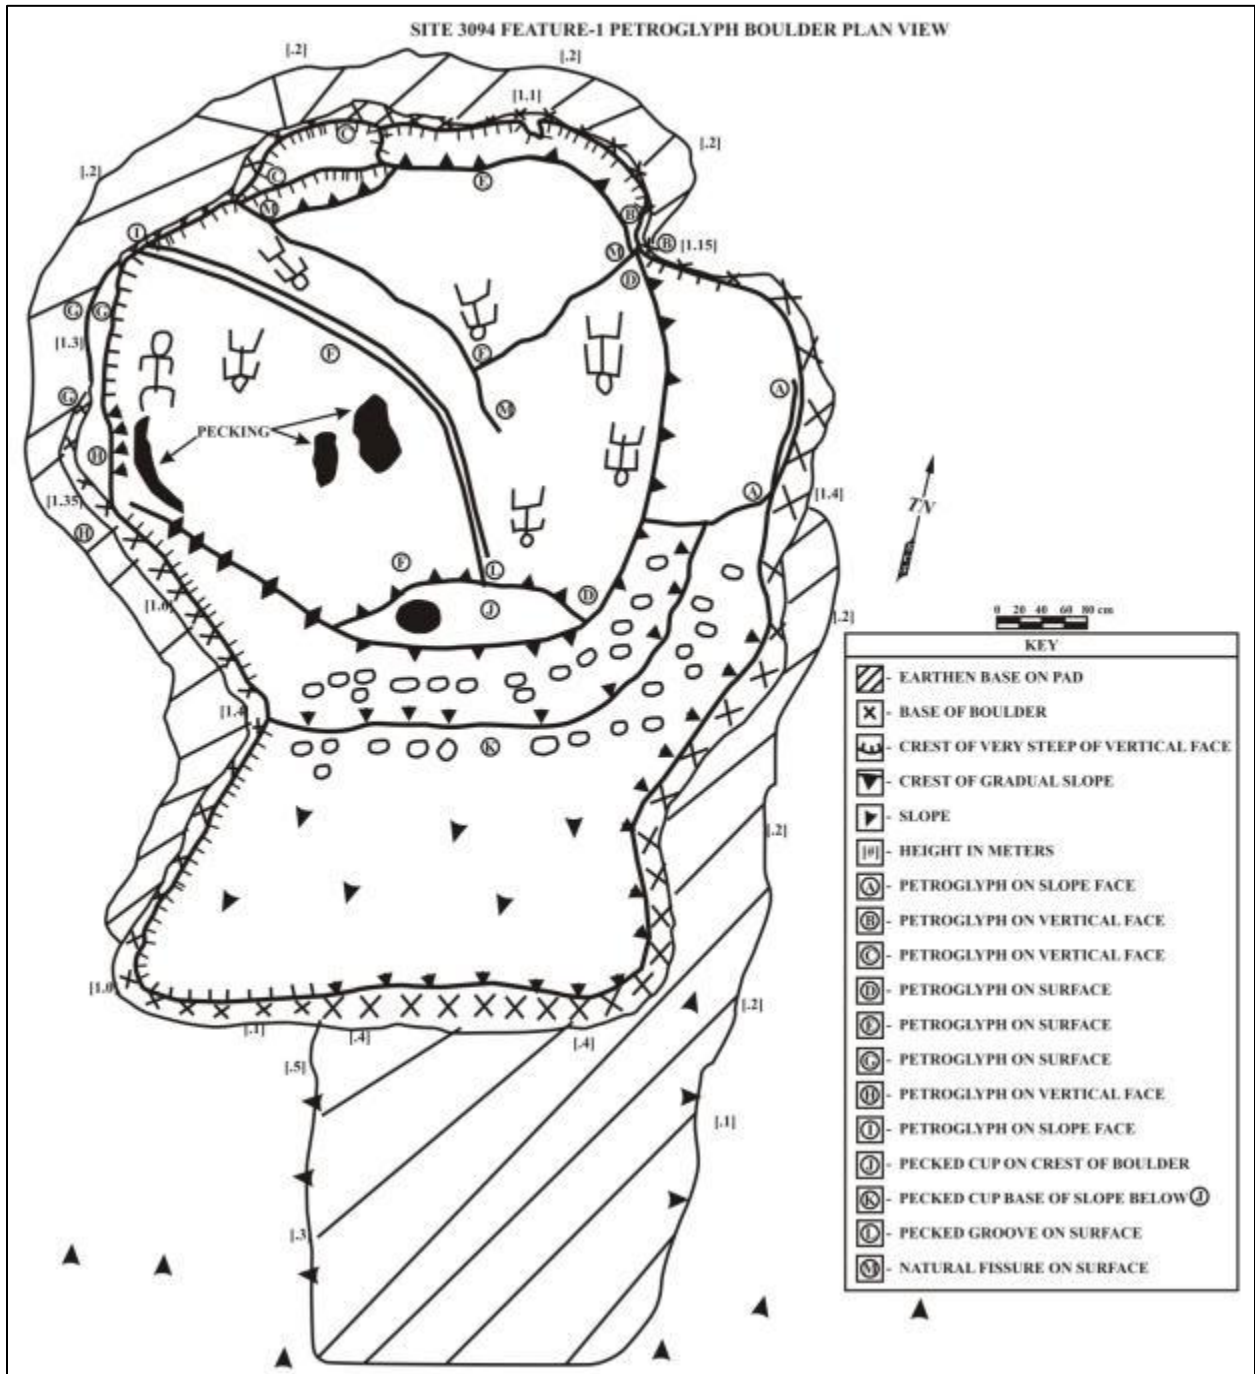 SITE 3094 FEATURE-1 PETROGLYPH BOULDER PLAN VIEW
[.2]
[.2]
[1.1]
C
[.2]
[.2]
C
E
M
B
I
M
B
[1.15]
D
G
G
[1.3]
F
E
A
G
M
PECKING
H
[1.35]
A
[1.4]
TN
H
F
L
[1.0]
J
D
0 20 40 60 80 cm
[.2]
KEY
EARTHEN BASE ON PAD
BASE OF BOULDER
[1.4]
K
CREST OF VERY STEEP OF VERTICAL FACE
CREST OF GRADUAL SLOPE
SLOPE
[.2]
[#] - HEIGHT IN METERS
A - PETROGLYPH ON SLOPE FACE
B - PETROGLYPH ON VERTICAL FACE
C - PETROGLYPH ON VERTICAL FACE
D - PETROGLYPH ON SURFACE
[1.0]
[.2]
E - PETROGLYPH ON SURFACE
[.1]
[.4]
[.4]
G - PETROGLYPH ON SURFACE
[.5]
H - PETROGLYPH ON VERTICAL FACE
[.1]
I - PETROGLYPH ON SLOPE FACE
J - PECKED CUP ON CREST OF BOULDER
K - PECKED CUP BASE OF SLOPE BELOW J
[.3]
L - PECKED GROOVE ON SURFACE
M - NATURAL FISSURE ON SURFACE